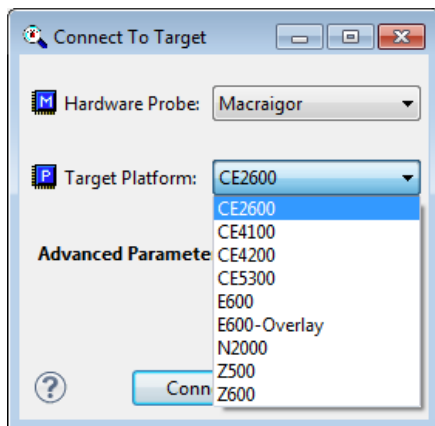 Connect To Target
M Hardware Probe: Macraigor
P Target Platform: CE2600
CE2600
CE4100
Advanced Paramete CE4200
CE5300
E600
E600-Overlay
N2000
Z500
? Conn Z600